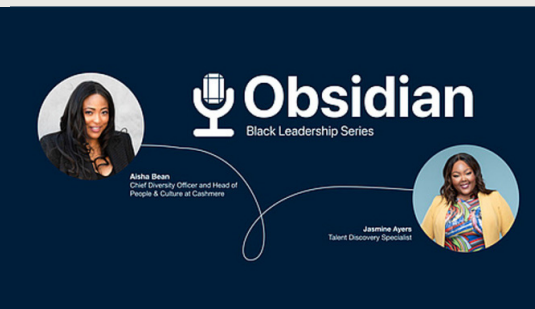 Obsidian
Black Leadership Series
Aisha Bean
Chief Diversity Officer and Head of
People & Culture at Cashmere
Jasmine Ayers
Talent Discovery Specialist